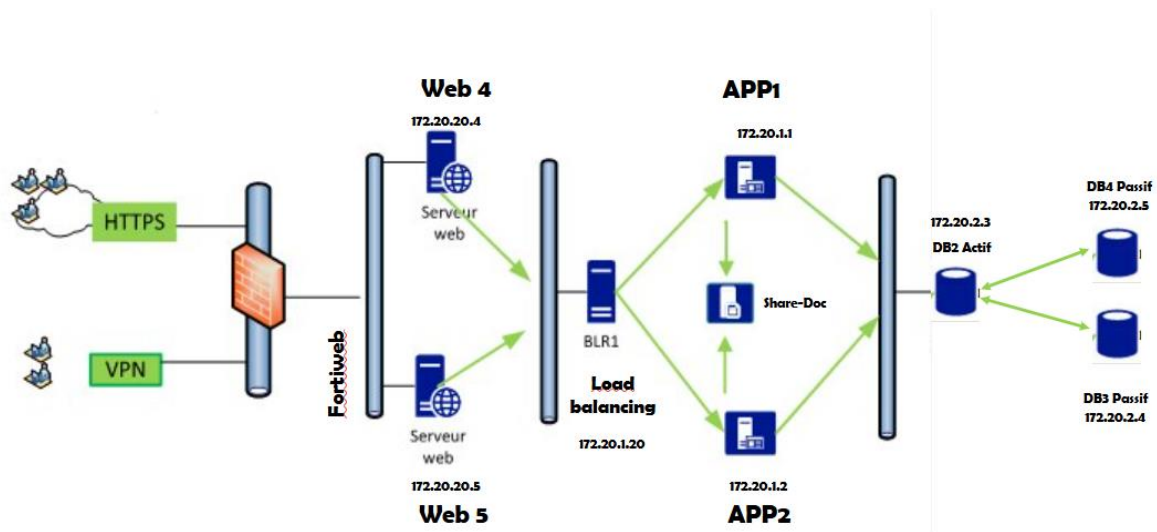 Web 4
172.20.20.4
Serveur
web
HTTPS
VPN
Fortiweb
Serveur
web
172.20.20.5
Web 5
BLR1
Load
balancing
172.20.1.20
APP1
172.20.1.1
Share-Doc
172.20.1.2
APP2
172.20.2.3
DB2 Actif
DB4 Passif
172.20.2.5
DB3 Passif
172.20.2.4